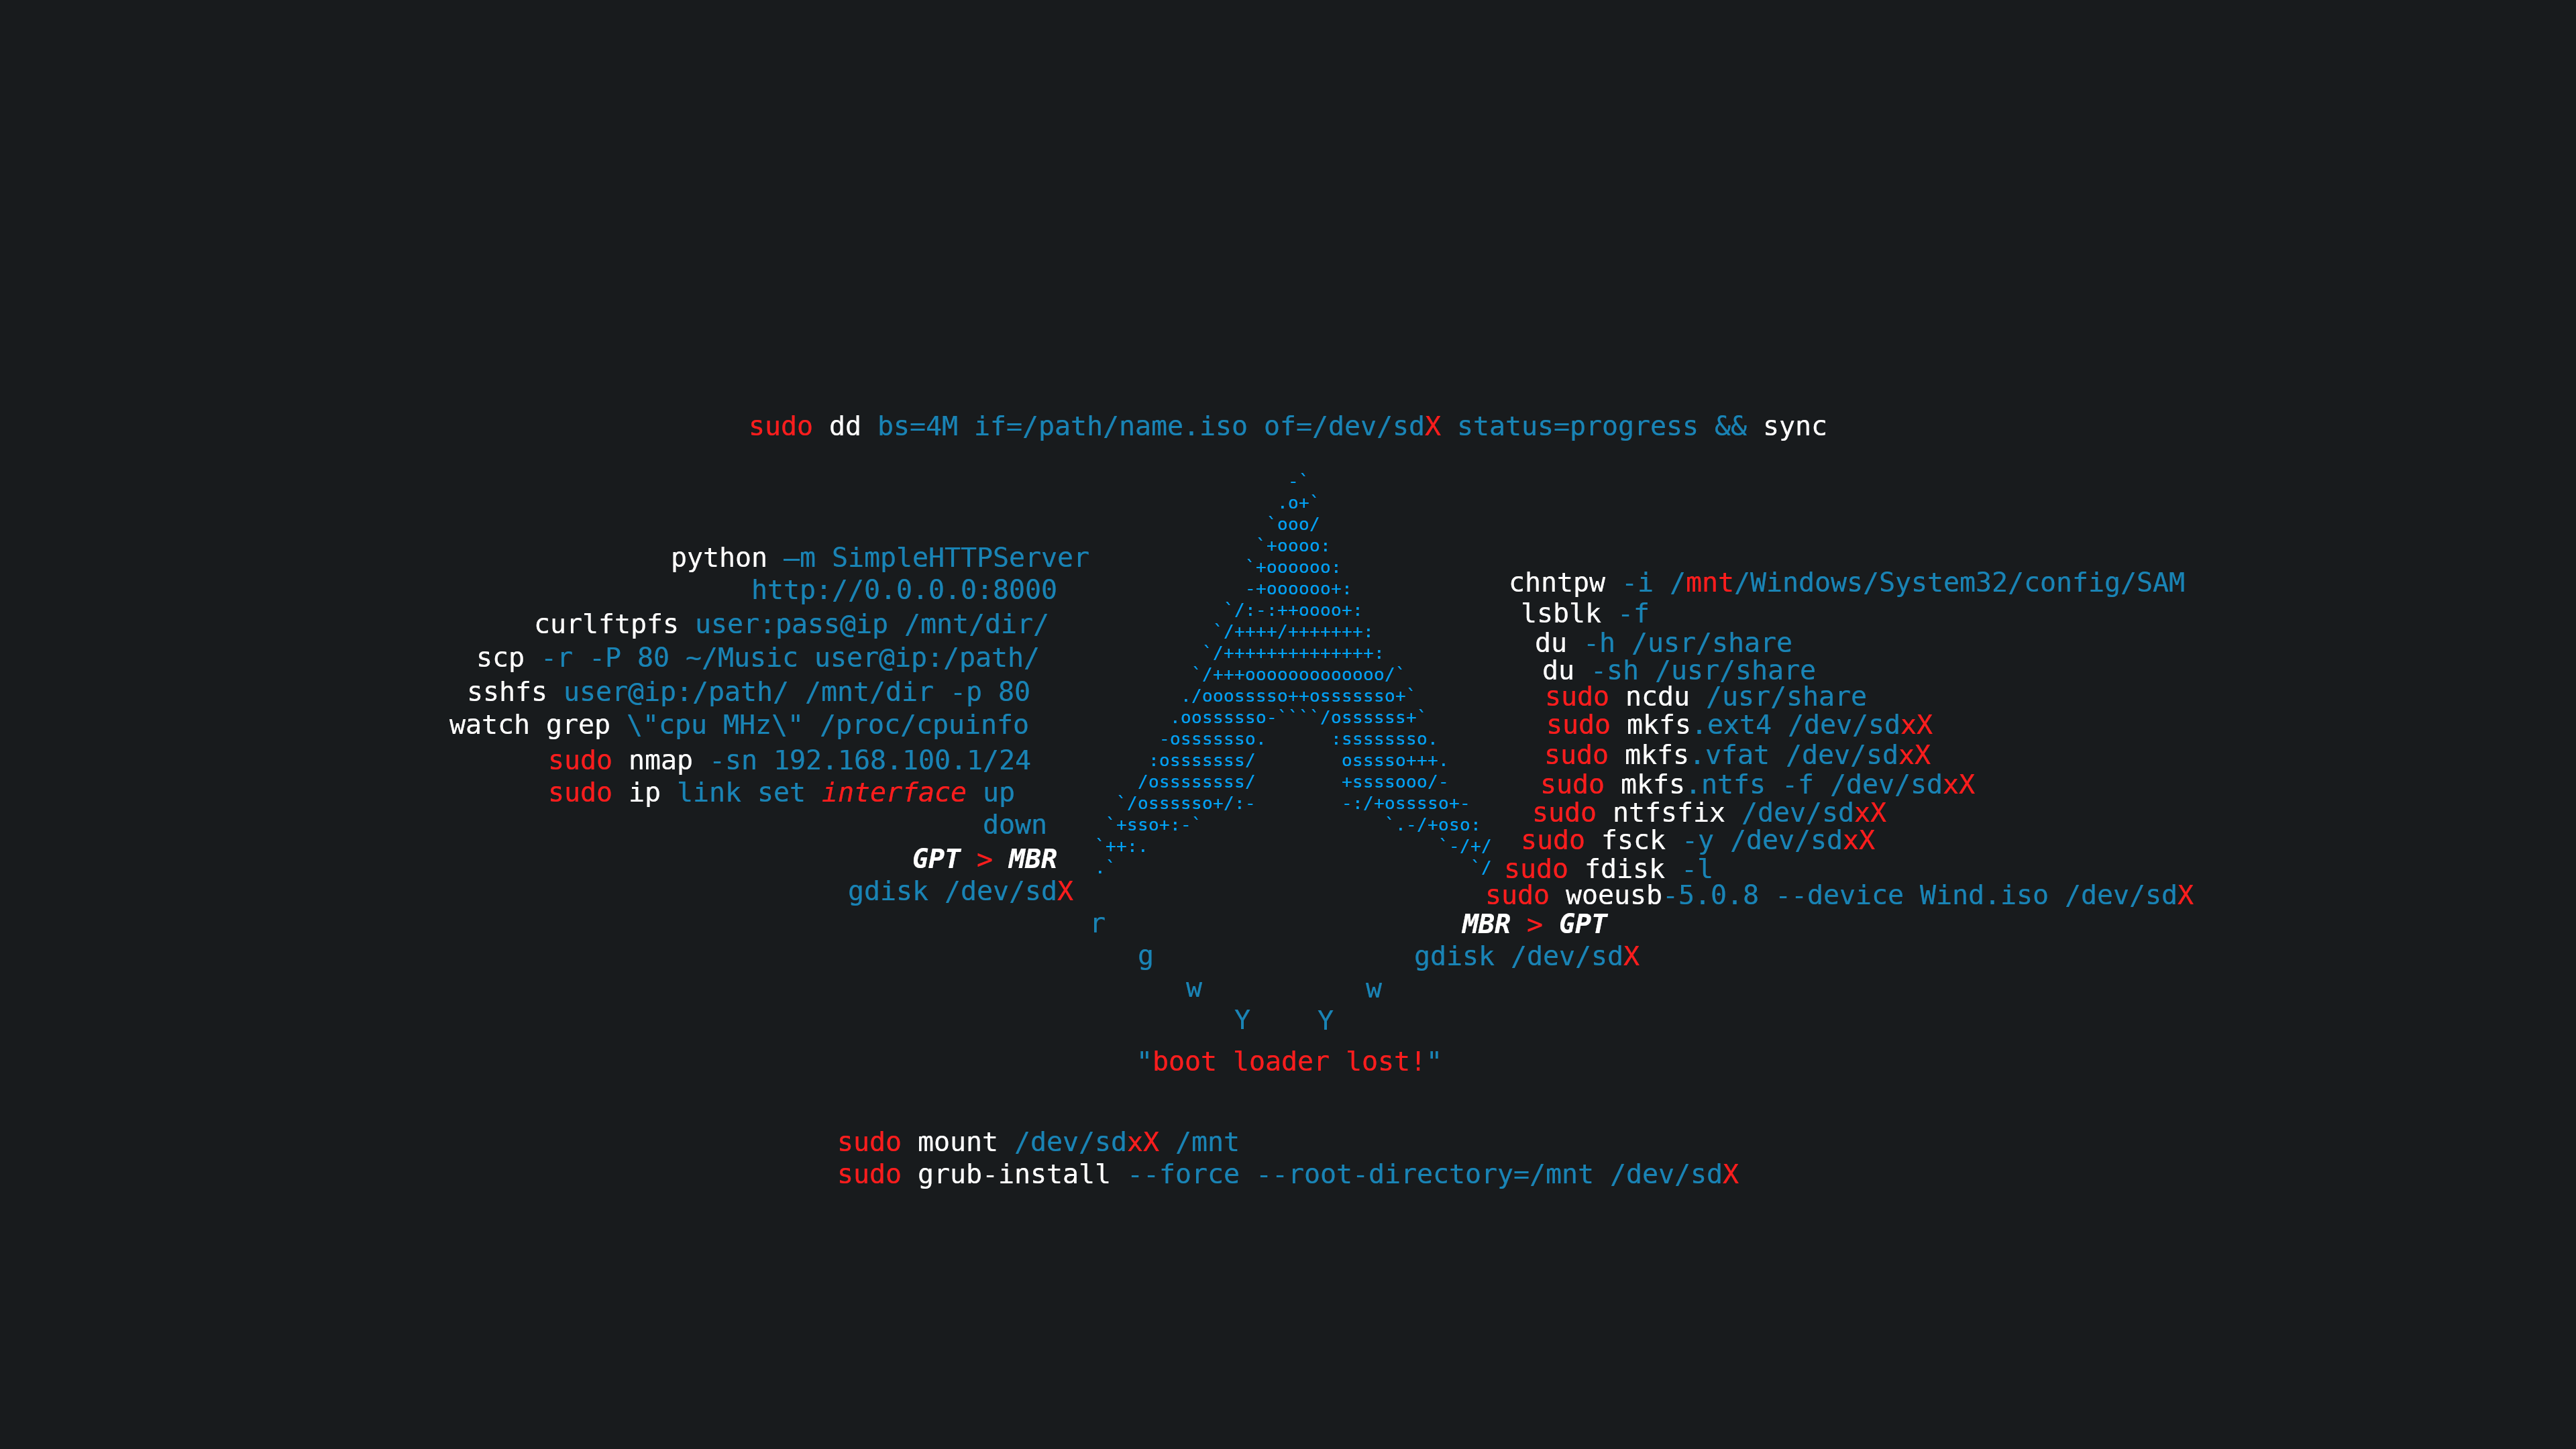 sudo dd bs=4M if=/path/name.iso of=/dev/sdX status=progress && sync
-`
.o+`
`ooo/
`+oooo:
`+oooooo:
-+oooooo+:
`/:-:++oooo+:
`/++++/+++++++:
`/++++++++++++++:
`/+++ooooooooooooo/`
./ooosssso++osssssso+`
.oossssso-````/ossssss+`
-osssssso.      :ssssssso.
:osssssss/        osssso+++.
/ossssssss/        +ssssooo/-
`/ossssso+/:-        -:/+osssso+-
`+sso+:-`                 `.-/+oso:
`++:.                           `-/+/
.`                                 `/
python –m SimpleHTTPServer
http://0.0.0.0:8000
curlftpfs user:pass@ip /mnt/dir/
scp -r -P 80 ~/Music user@ip:/path/
sshfs user@ip:/path/ /mnt/dir -p 80
watch grep \"cpu MHz\" /proc/cpuinfo
sudo nmap -sn 192.168.100.1/24
sudo ip link set interface up
down
GPT > MBR
gdisk /dev/sdX
r
g
w
Y
chntpw -i /mnt/Windows/System32/config/SAM
lsblk -f
du -h /usr/share
du -sh /usr/share
sudo ncdu /usr/share
sudo mkfs.ext4 /dev/sdxX
sudo mkfs.vfat /dev/sdxX
sudo mkfs.ntfs -f /dev/sdxX
sudo ntfsfix /dev/sdxX
sudo fsck -y /dev/sdxX
sudo fdisk -l
sudo woeusb-5.0.8 --device Wind.iso /dev/sdX
MBR > GPT
gdisk /dev/sdX
w
Y
"boot loader lost!"
sudo mount /dev/sdxX /mnt
sudo grub-install --force --root-directory=/mnt /dev/sdX